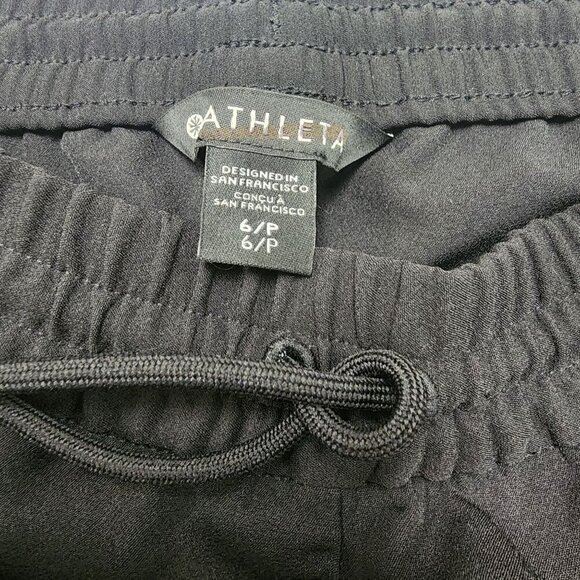 ATHLETA
DESIGNED IN
SAN FRANCISCO
CONÇU À
SAN FRANCISCO
6/P
6/P